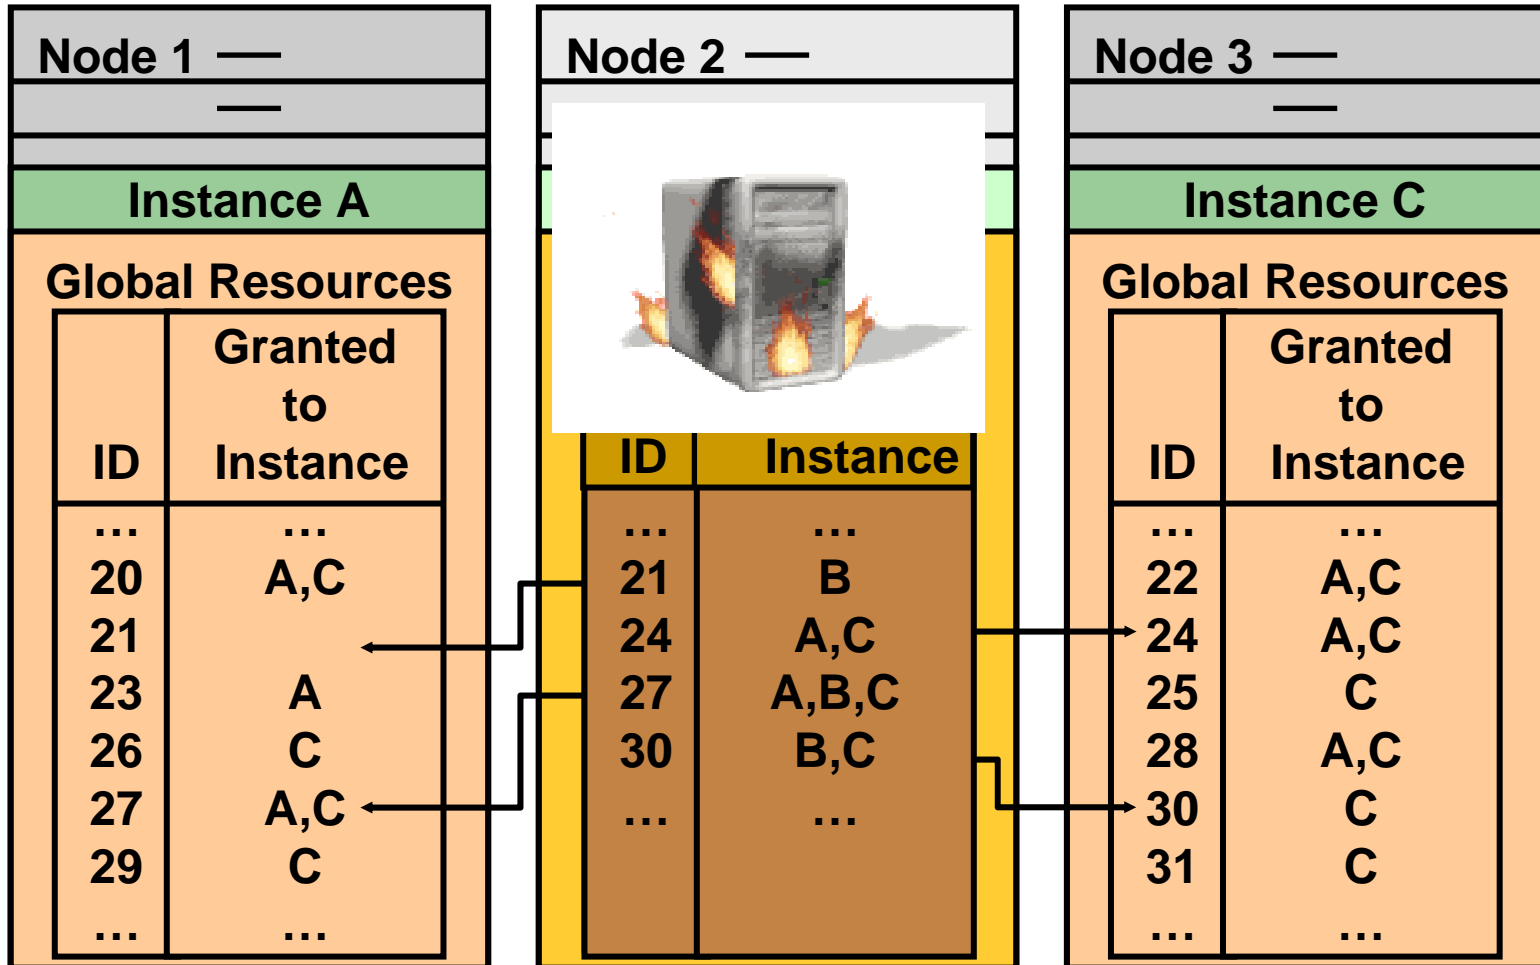 Node 1 —
—
Instance A
Global Resources
Granted
to
ID Instance
… …
20 A,C
21
23 A
26 C
27 A,C
29 C
… …
Node 2 —
ID Instance
… …
21 B
24 A,C
27 A,B,C
30 B,C
… …
Node 3 —
—
Instance C
Global Resources
Granted
to
ID Instance
… …
22 A,C
24 A,C
25 C
28 A,C
30 C
31 C
… …